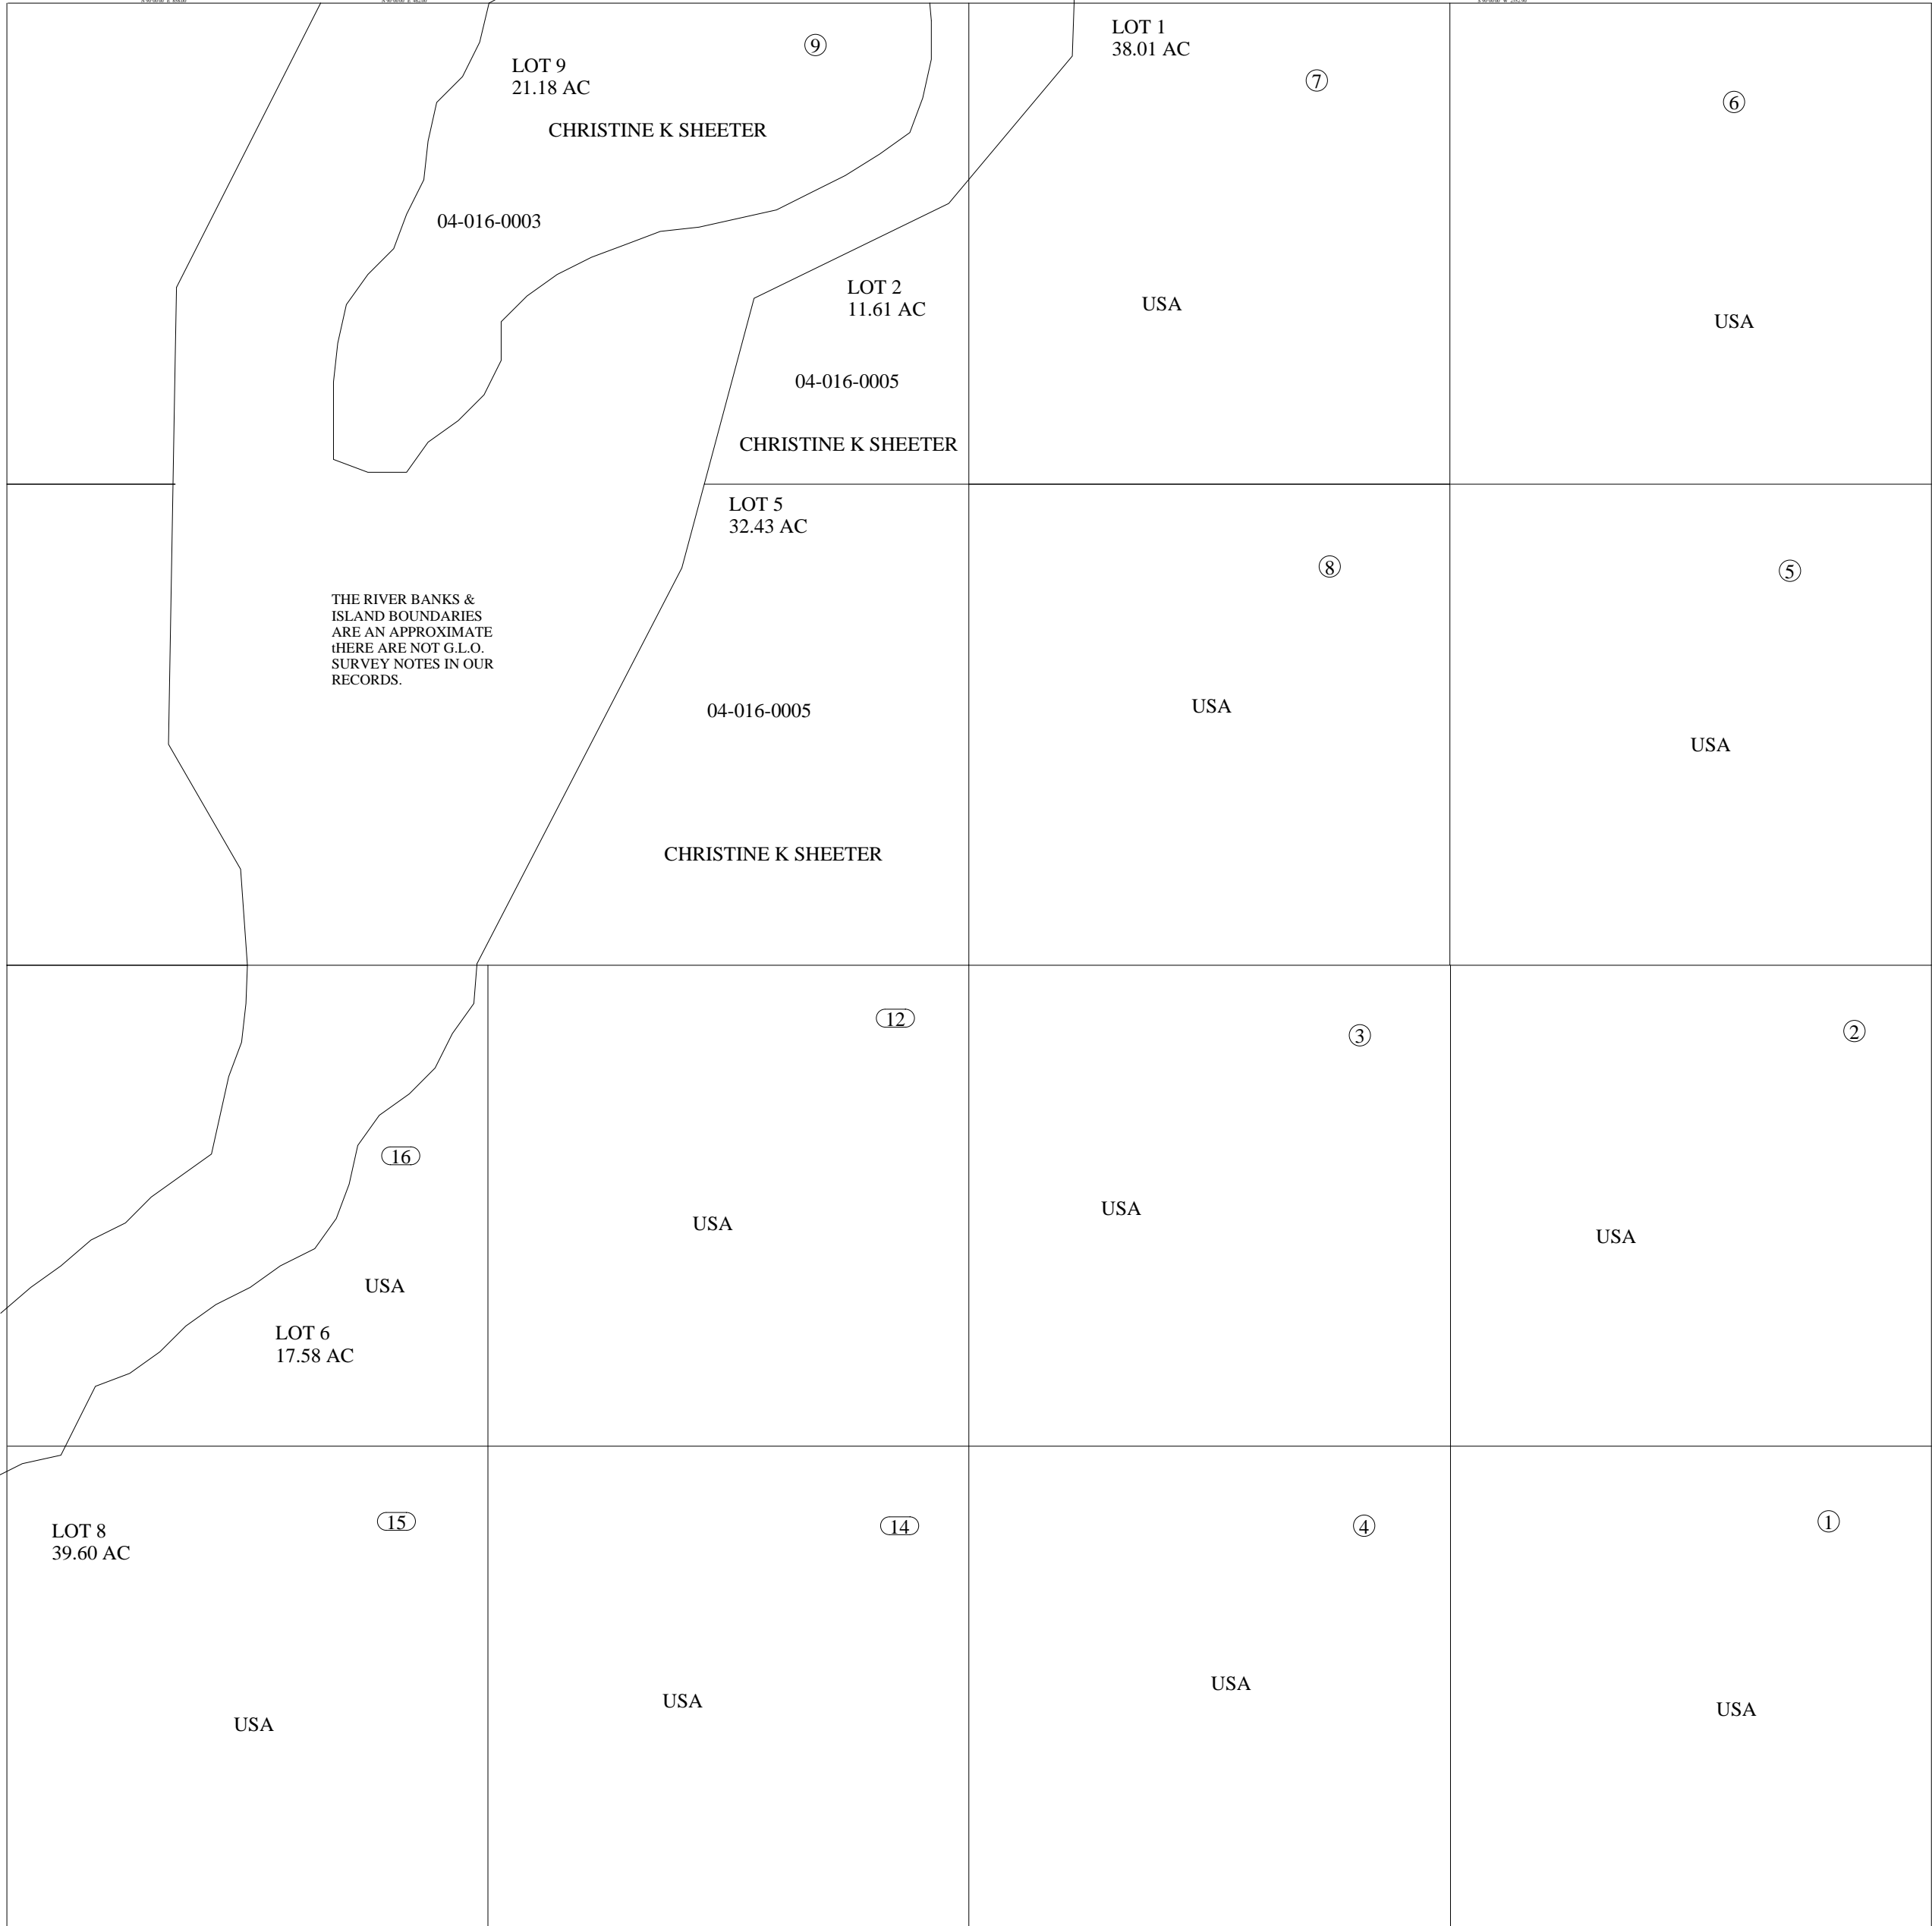 LOT 1
38.01 AC
9
LOT 9
21.18 AC
7
6
CHRISTINE K SHEETER
04-016-0003
LOT 2
11.61 AC
USA
USA
04-016-0005
CHRISTINE K SHEETER
LOT 5
32.43 AC
8
5
THE RIVER BANKS &
ISLAND BOUNDARIES
ARE AN APPROXIMATE
tHERE ARE NOT G.L.O.
SURVEY NOTES IN OUR
RECORDS.
04-016-0005
USA
USA
CHRISTINE K SHEETER
12
3
2
16
USA
USA
USA
USA
LOT 6
17.58 AC
LOT 8
39.60 AC
15
14
4
1
USA
USA
USA
USA